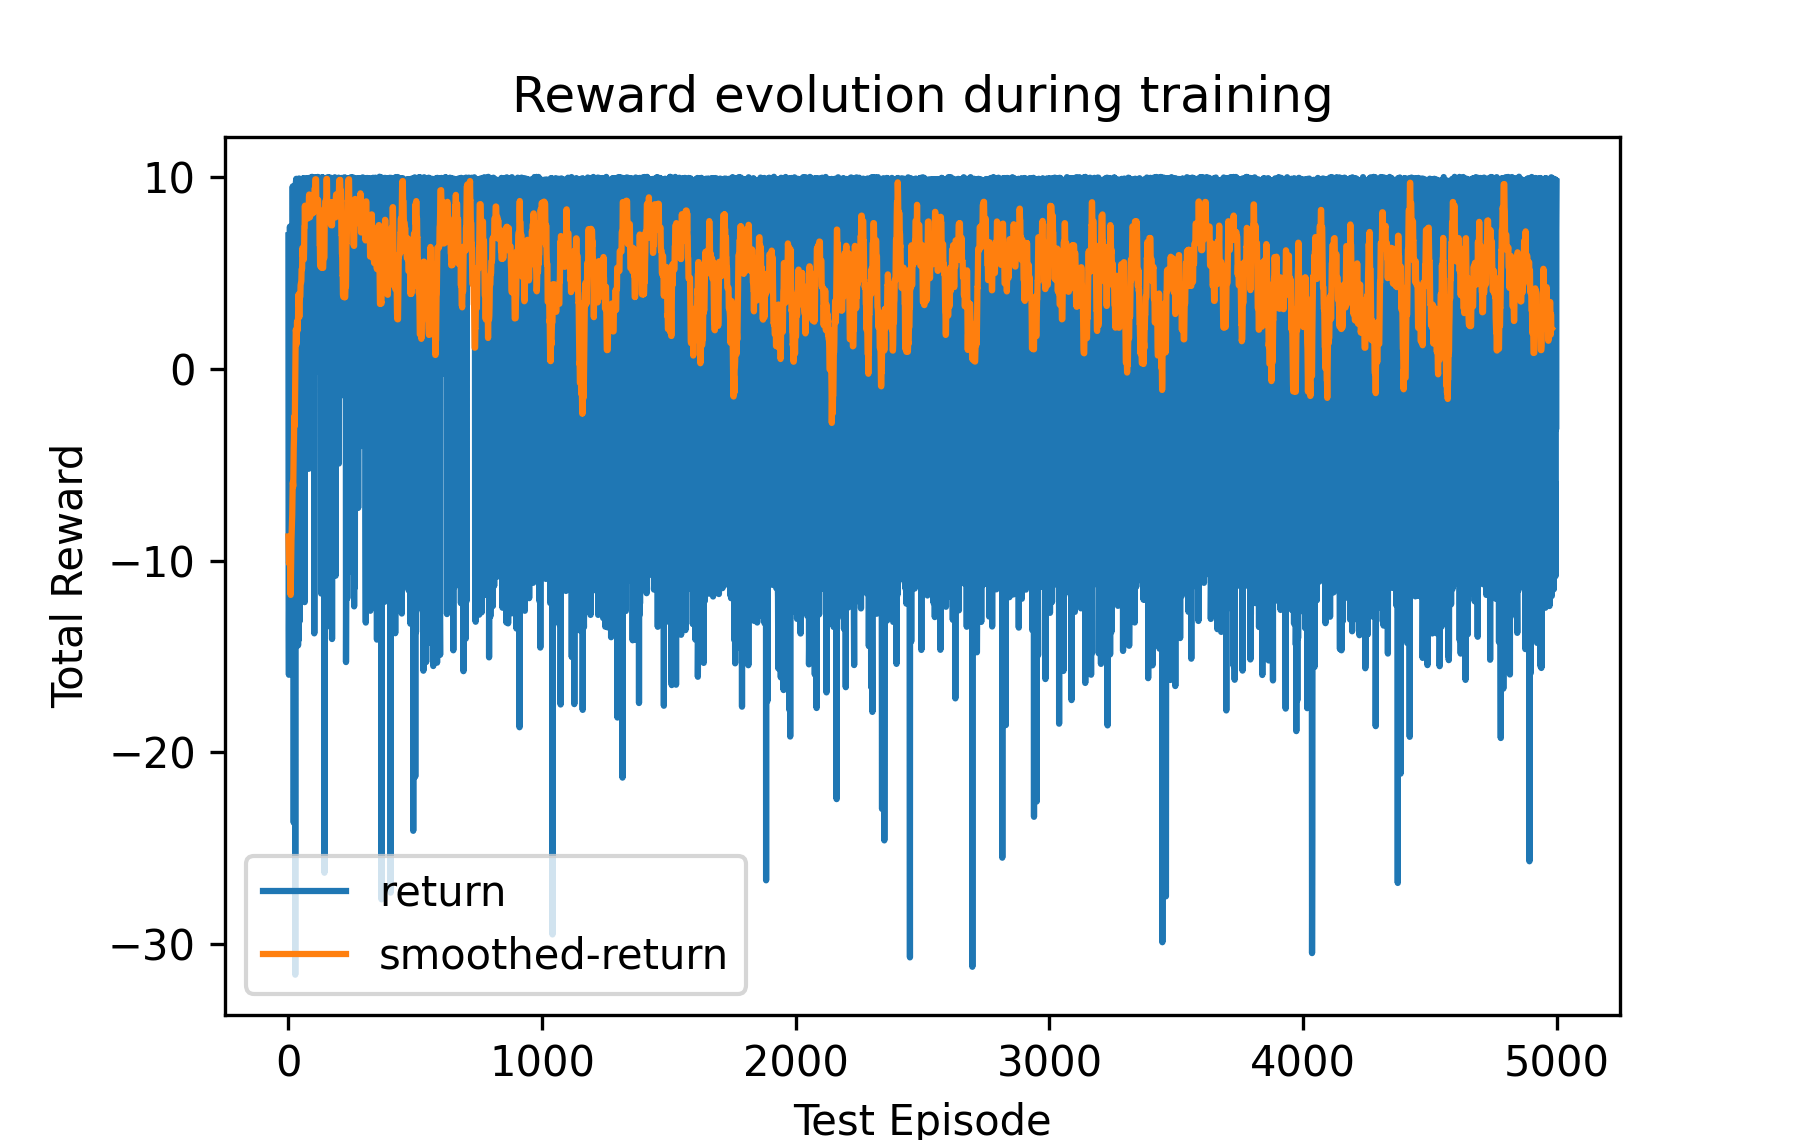 Reward evolution during training
Total Reward
10
0
−10
−20
−30
return
smoothed-return
0 1000 2000 3000 4000 5000
Test Episode